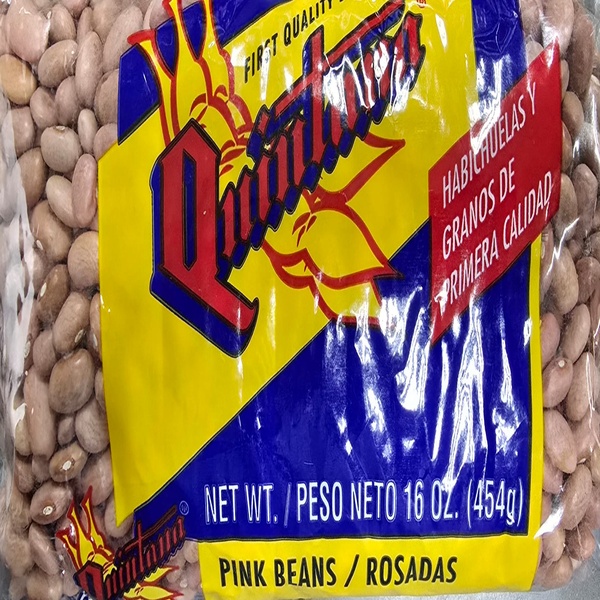 FIRST QUALITY
Quintana
HABICHUELAS Y
GRANOS DE
PRIMERA CALIDAD
NET WT. / PESO NETO 16 OZ. (454g)
Quintana ®
PINK BEANS / ROSADAS